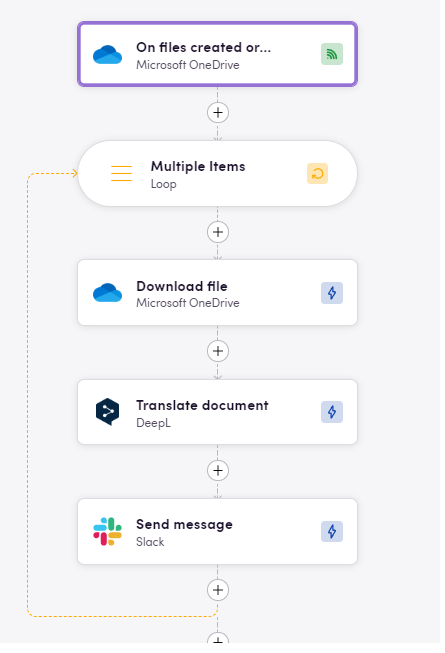 On files created or...
Microsoft OneDrive
Multiple Items
Loop
Download file
Microsoft OneDrive
Translate document
DeepL
Send message
Slack